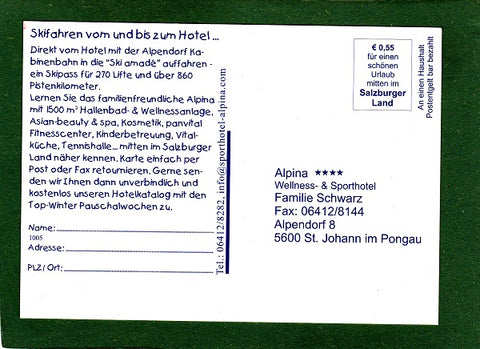 Skifahren vom und bis zum Hotel ...
Direkt vom Hotel mit der Alpendorf Ka-
binenbahn in die "Ski amadè" auffahren -
ein Skipass für 270 Lifte und über 860
Pistenkilometer.
Lernen Sie das familienfreundliche Alpina
mit 1500 m² Hallenbad- & Wellnessanlage,
Asian-beauty & spa, Kosmetik, panvital
Fitnesscenter, Kinderbetreuung, Vital-
küche, Tennishalle... mitten im Salzburger
Land näher kennen. Karte einfach per
Post oder Fax retournieren. Gerne sen-
den wir Ihnen dann unverbindlich und
kostenlos unseren Hotelkatalog mit den
Top-Winter Pauschalwochen zu.
Name:
1005
Adresse:
PLZ/Ort:
Tel.: 06412/8282, info@sporthotel-alpina.com
€ 0,55
für einen
schönen
Urlaub
mitten im
Salzburger
Land
An einen Haushalt
Postentgelt bar bezahlt
Alpina ★★★★
Wellness- & Sporthotel
Familie Schwarz
Fax: 06412/8144
Alpendorf 8
5600 St. Johann im Pongau